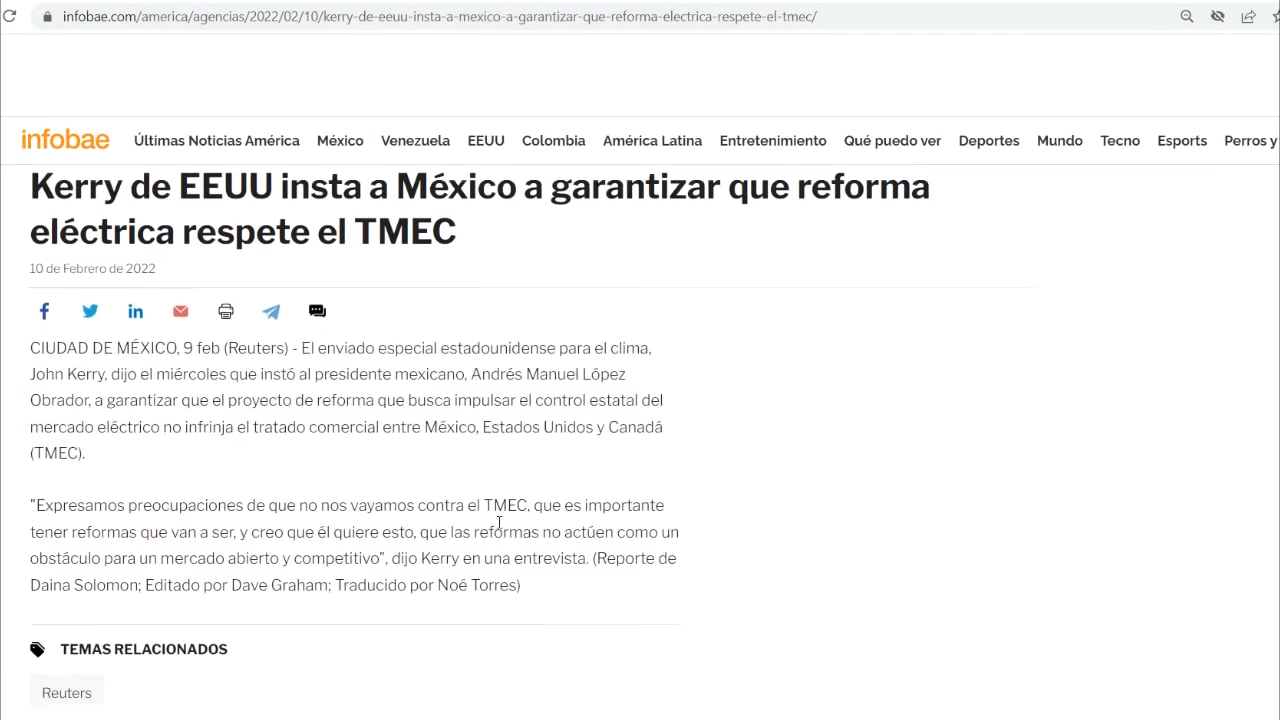 infobae.com/america/agencias/2022/02/10/kerry-de-eeuu-insta-a-mexico-a-garantizar-que-reforma-electrica-respete-el-tmec/
infobae Últimas Noticias América México Venezuela EEUU Colombia América Latina Entretenimiento Qué puedo ver Deportes Mundo Tecno Esports Perros y
Kerry de EEUU insta a México a garantizar que reforma
eléctrica respete el TMEC
10 de Febrero de 2022
CIUDAD DE MÉXICO, 9 feb (Reuters) - El enviado especial estadounidense para el clima,
John Kerry, dijo el miércoles que instó al presidente mexicano, Andrés Manuel López
Obrador, a garantizar que el proyecto de reforma que busca impulsar el control estatal del
mercado eléctrico no infrinja el tratado comercial entre México, Estados Unidos y Canadá
(TMEC).
"Expresamos preocupaciones de que no nos vayamos contra el TMEC, que es importante
tener reformas que van a ser, y creo que él quiere esto, que las reformas no actúen como un
obstáculo para un mercado abierto y competitivo", dijo Kerry en una entrevista. (Reporte de
Daina Solomon; Editado por Dave Graham; Traducido por Noé Torres)
TEMAS RELACIONADOS
Reuters